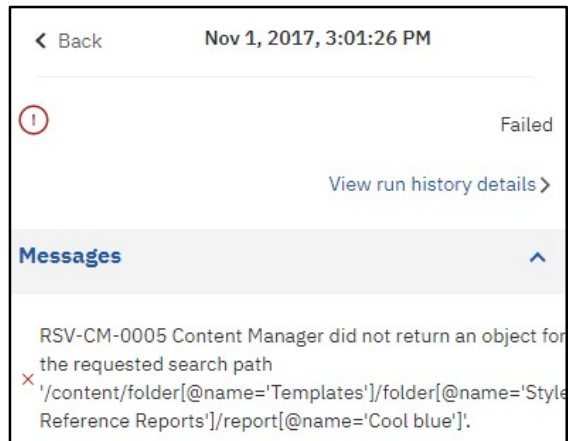 Back
Nov 1, 2017, 3:01:26 PM
Failed
View run history details
Messages
RSV-CM-0005 Content Manager did not return an object for
the requested search path
'/content/folder[@name='Templates']/folder[@name='Style
Reference Reports']/report[@name='Cool blue']'.